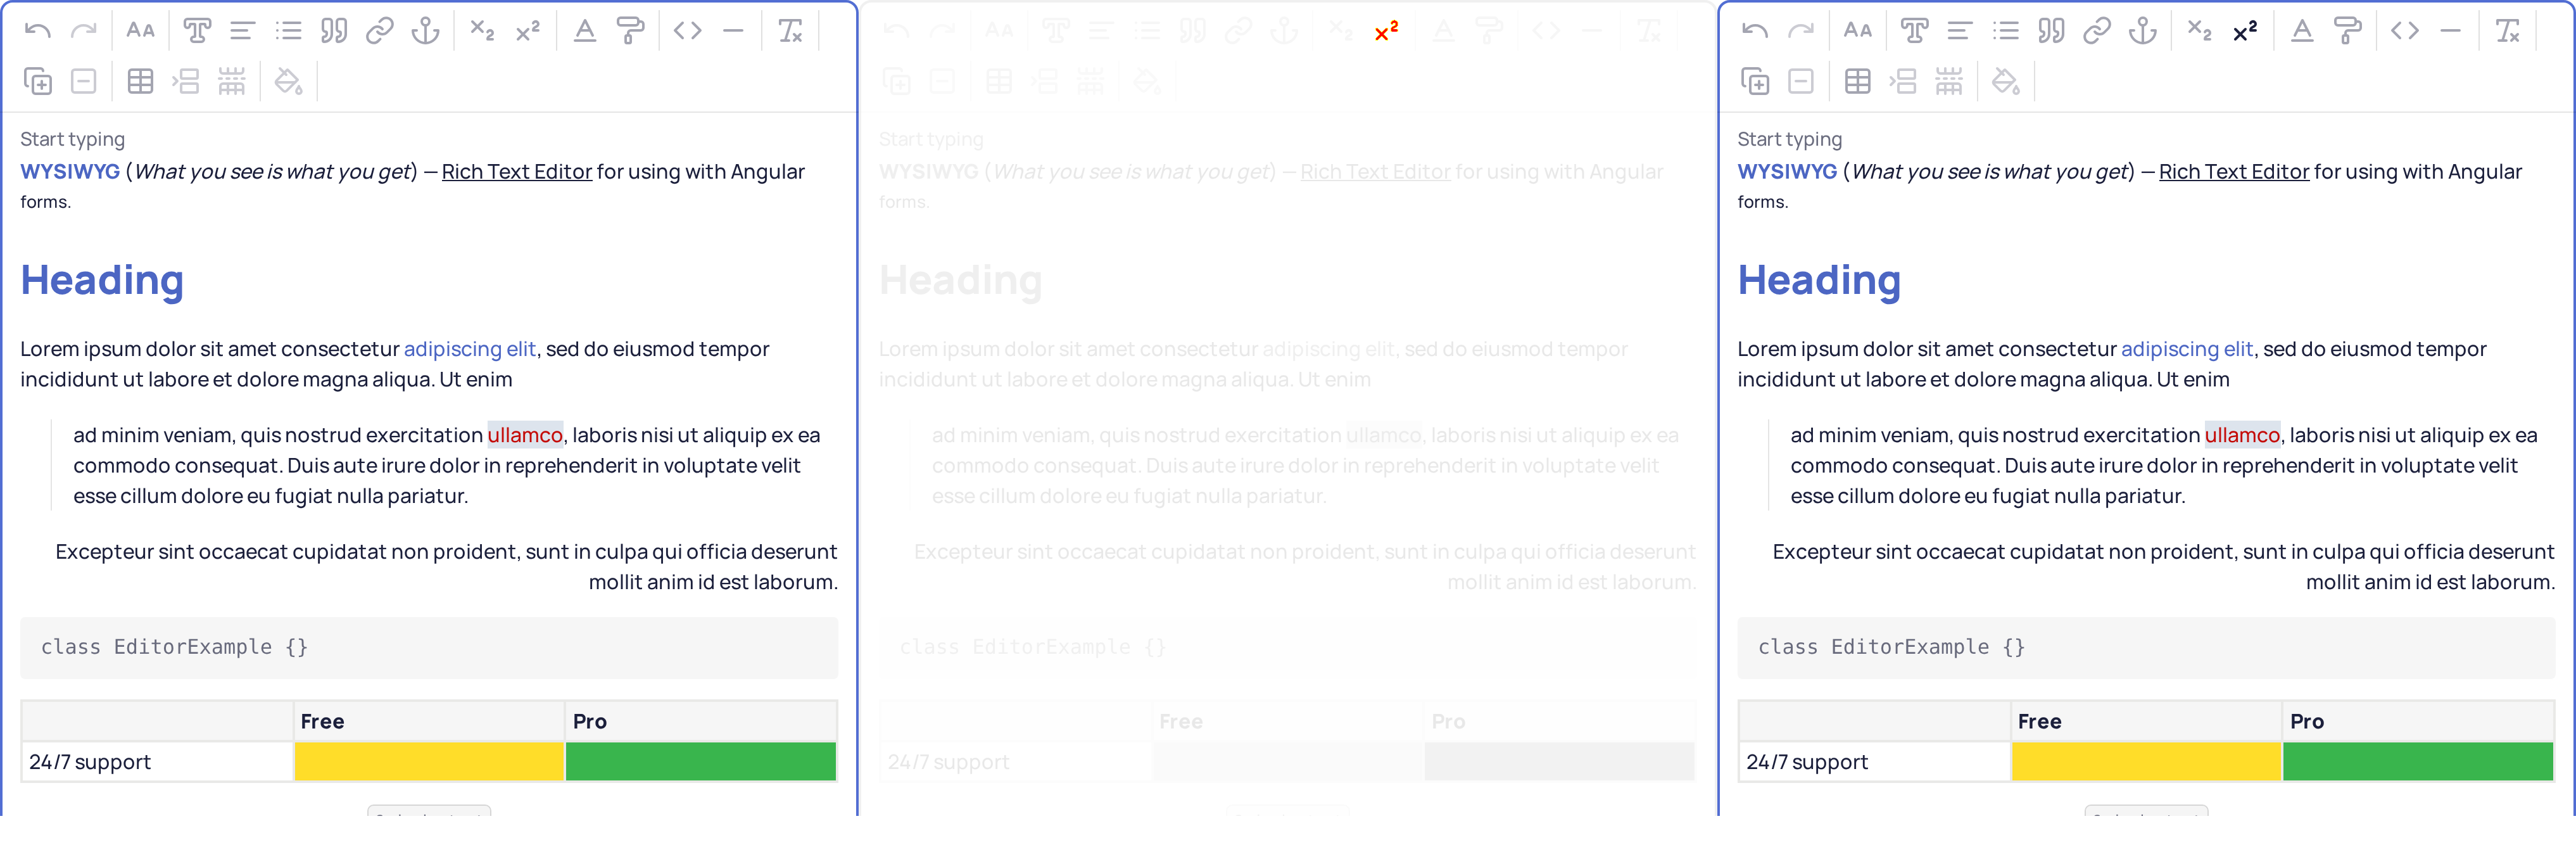 Start typing
WYSIWYG (What you see is what you get) — Rich Text Editor for using with Angular
forms.
Heading
Lorem ipsum dolor sit amet consectetur adipiscing elit, sed do eiusmod tempor
incididunt ut labore et dolore magna aliqua. Ut enim
ad minim veniam, quis nostrud exercitation ullamco, laboris nisi ut aliquip ex ea
commodo consequat. Duis aute irure dolor in reprehenderit in voluptate velit
esse cillum dolore eu fugiat nulla pariatur.
Excepteur sint occaecat cupidatat non proident, sunt in culpa qui officia deserunt
mollit anim id est laborum.
class EditorExample {}
Free Pro
24/7 support
Start typing
WYSIWYG (What you see is what you get) — Rich Text Editor for using with Angular
forms.
Heading
Lorem ipsum dolor sit amet consectetur adipiscing elit, sed do eiusmod tempor
incididunt ut labore et dolore magna aliqua. Ut enim
ad minim veniam, quis nostrud exercitation ullamco, laboris nisi ut aliquip ex ea
commodo consequat. Duis aute irure dolor in reprehenderit in voluptate velit
esse cillum dolore eu fugiat nulla pariatur.
Excepteur sint occaecat cupidatat non proident, sunt in culpa qui officia deserunt
mollit anim id est laborum.
class EditorExample {}
Free Pro
24/7 support
Start typing
WYSIWYG (What you see is what you get) — Rich Text Editor for using with Angular
forms.
Heading
Lorem ipsum dolor sit amet consectetur adipiscing elit, sed do eiusmod tempor
incididunt ut labore et dolore magna aliqua. Ut enim
ad minim veniam, quis nostrud exercitation ullamco, laboris nisi ut aliquip ex ea
commodo consequat. Duis aute irure dolor in reprehenderit in voluptate velit
esse cillum dolore eu fugiat nulla pariatur.
Excepteur sint occaecat cupidatat non proident, sunt in culpa qui officia deserunt
mollit anim id est laborum.
class EditorExample {}
Free Pro
24/7 support